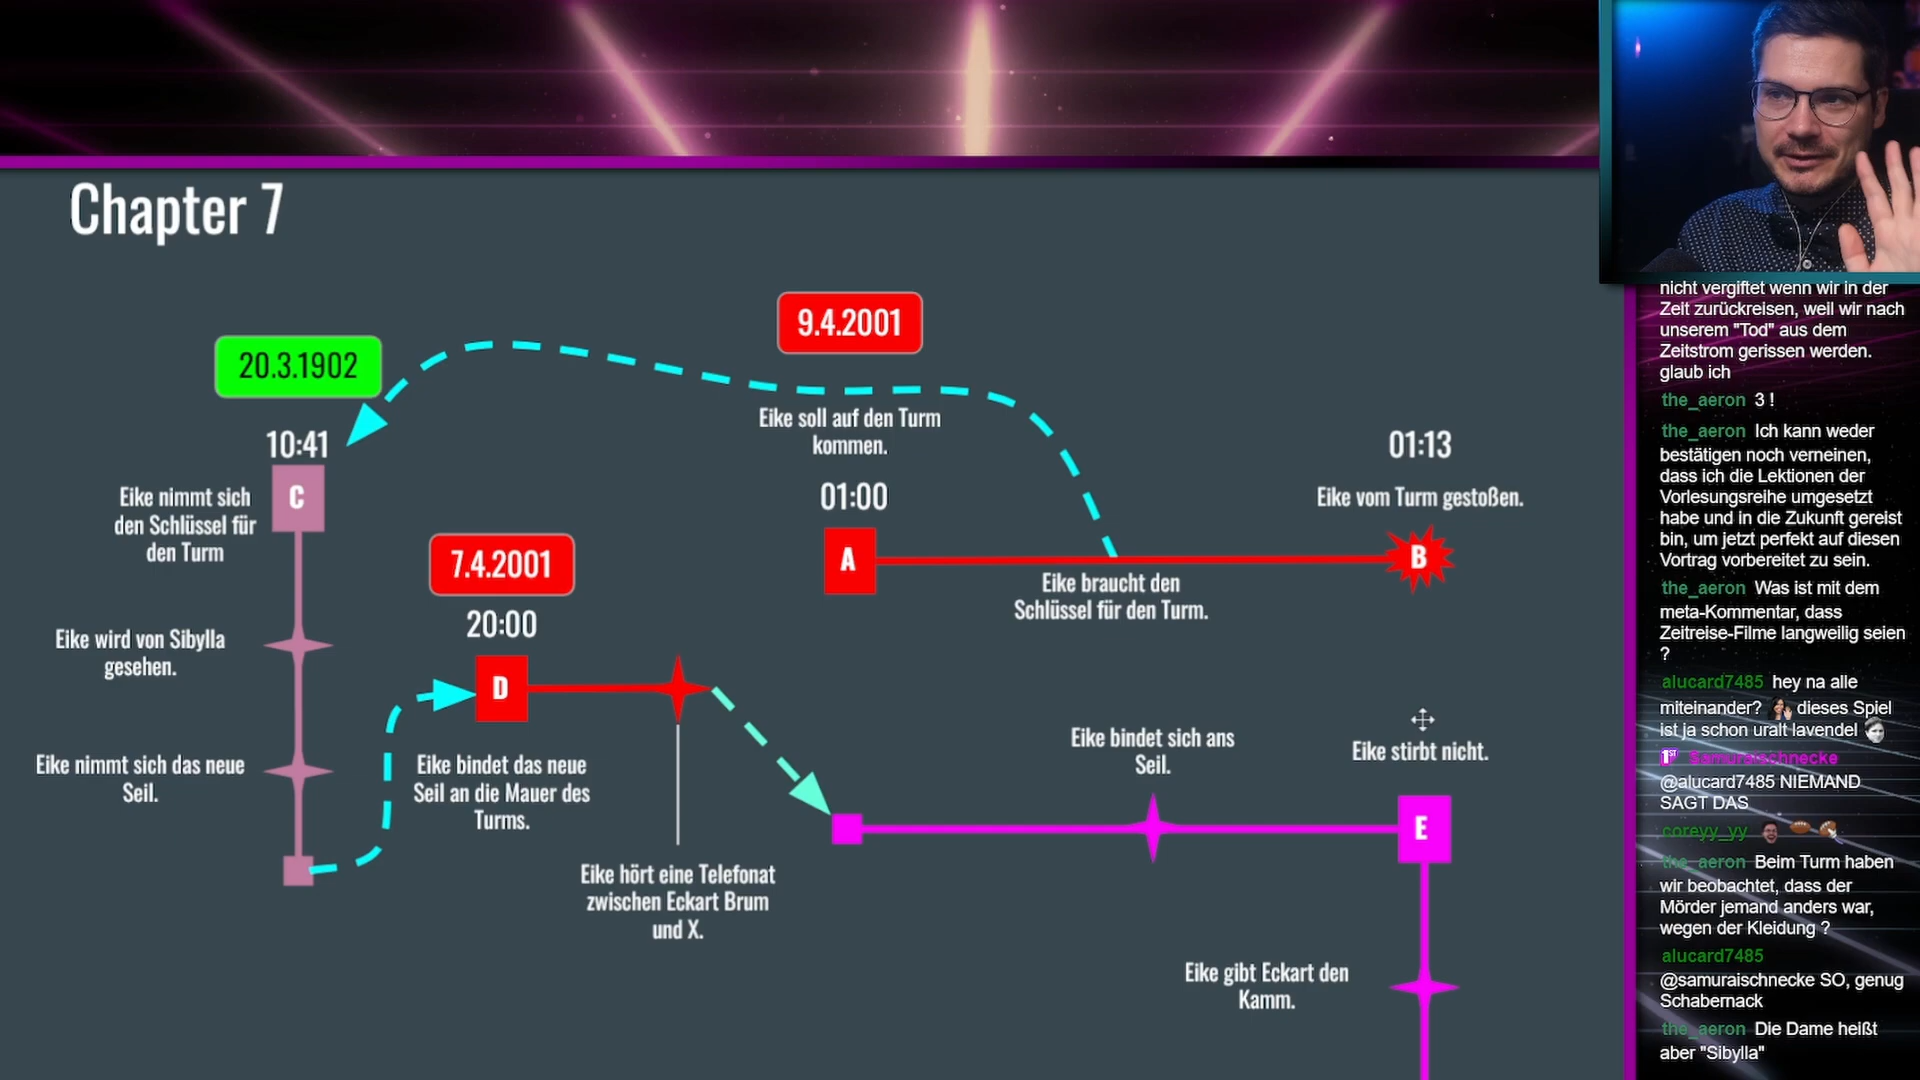 Chapter 7
9.4.2001
20.3.1902
Eike soll auf den Turm
kommen.
10:41
01:13
01:00
Eike vom Turm gestoßen.
C
Eike nimmt sich
den Schlüssel für
den Turm
7.4.2001
A
B
Eike braucht den
Schlüssel für den Turm.
20:00
Eike wird von Sibylla
gesehen.
D
Eike bindet sich ans
Seil.
Eike stirbt nicht.
Eike nimmt sich das neue
Seil.
Eike bindet das neue
Seil an die Mauer des
Turms.
E
Eike hört eine Telefonat
zwischen Eckart Brum
und X.
Eike gibt Eckart den
Kamm.
nicht vergiftet wenn wir in der
Zeit zurückreisen, weil wir nach
unserem "Tod" aus dem
Zeitstrom gerissen werden.
glaub ich
the_aeron 3 !
the_aeron Ich kann weder
bestätigen noch verneinen,
dass ich die Lektionen der
Vorlesungsreihe umgesetzt
habe und in die Zukunft gereist
bin, um jetzt perfekt auf diesen
Vortrag vorbereitet zu sein.
the_aeron Was ist mit dem
meta-Kommentar, dass
Zeitreise-Filme langweilig seien
?
alucard7485 hey na alle
miteinander? dieses Spiel
ist ja schon uralt lavendel
Samuraischnecke
@alucard7485 NIEMAND
SAGT DAS
coreyy_yy
the_aeron Beim Turm haben
wir beobachtet, dass der
Mörder jemand anders war,
wegen der Kleidung ?
alucard7485
@samuraischnecke SO, genug
Schabernack
the_aeron Die Dame heißt
aber "Sibylla"